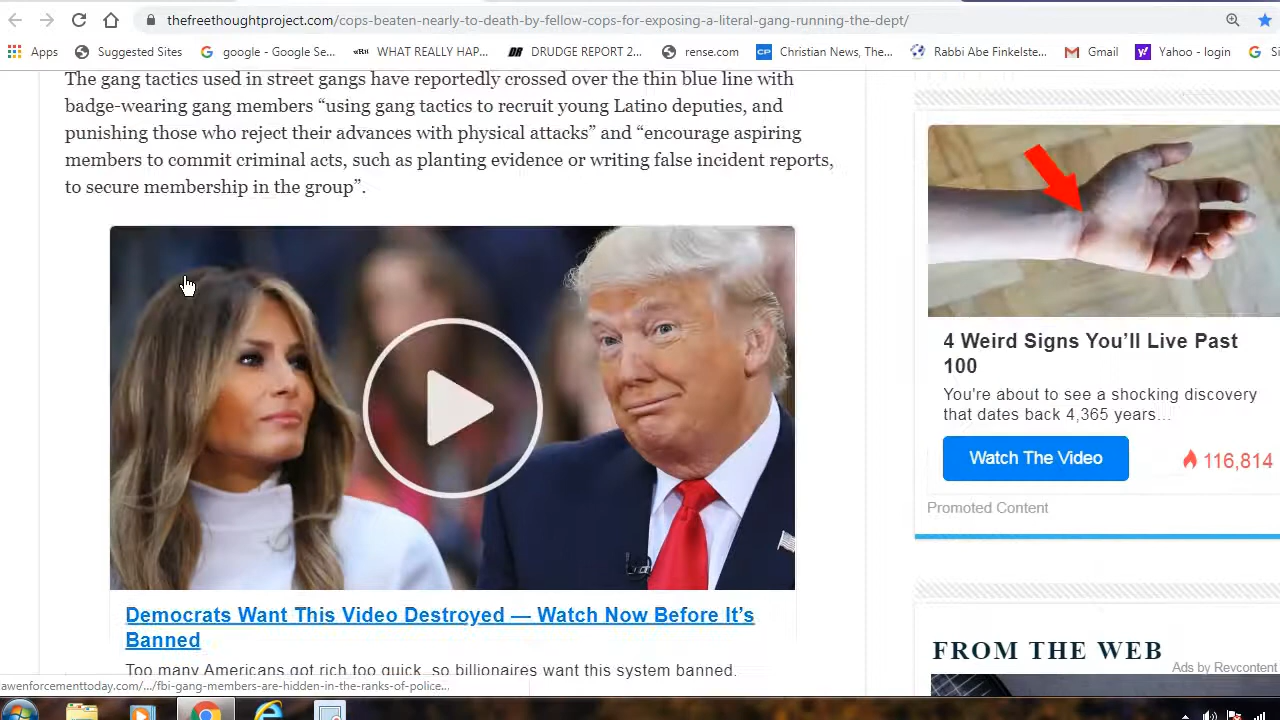 thefreethoughtproject.com/cops-beaten-nearly-to-death-by-fellow-cops-for-exposing-a-literal-gang-running-the-dept/
Apps Suggested Sites google - Google Se... WHAT REALLY HAP... DRUDGE REPORT 2... rense.com Christian News, The... Rabbi Abe Finkelste... Gmail Yahoo - login
The gang tactics used in street gangs have reportedly crossed over the thin blue line with
badge-wearing gang members “using gang tactics to recruit young Latino deputies, and
punishing those who reject their advances with physical attacks” and “encourage aspiring
members to commit criminal acts, such as planting evidence or writing false incident reports,
to secure membership in the group”.
Democrats Want This Video Destroyed — Watch Now Before It’s
Banned
Too many Americans got rich too quick, so billionaires want this system banned.
4 Weird Signs You’ll Live Past
100
You’re about to see a shocking discovery
that dates back 4,365 years...
Watch The Video 116,814
Promoted Content
FROM THE WEB
Ads by Revcontent
awenforcementtoday.com/.../fbi-gang-members-are-hidden-in-the-ranks-of-police...